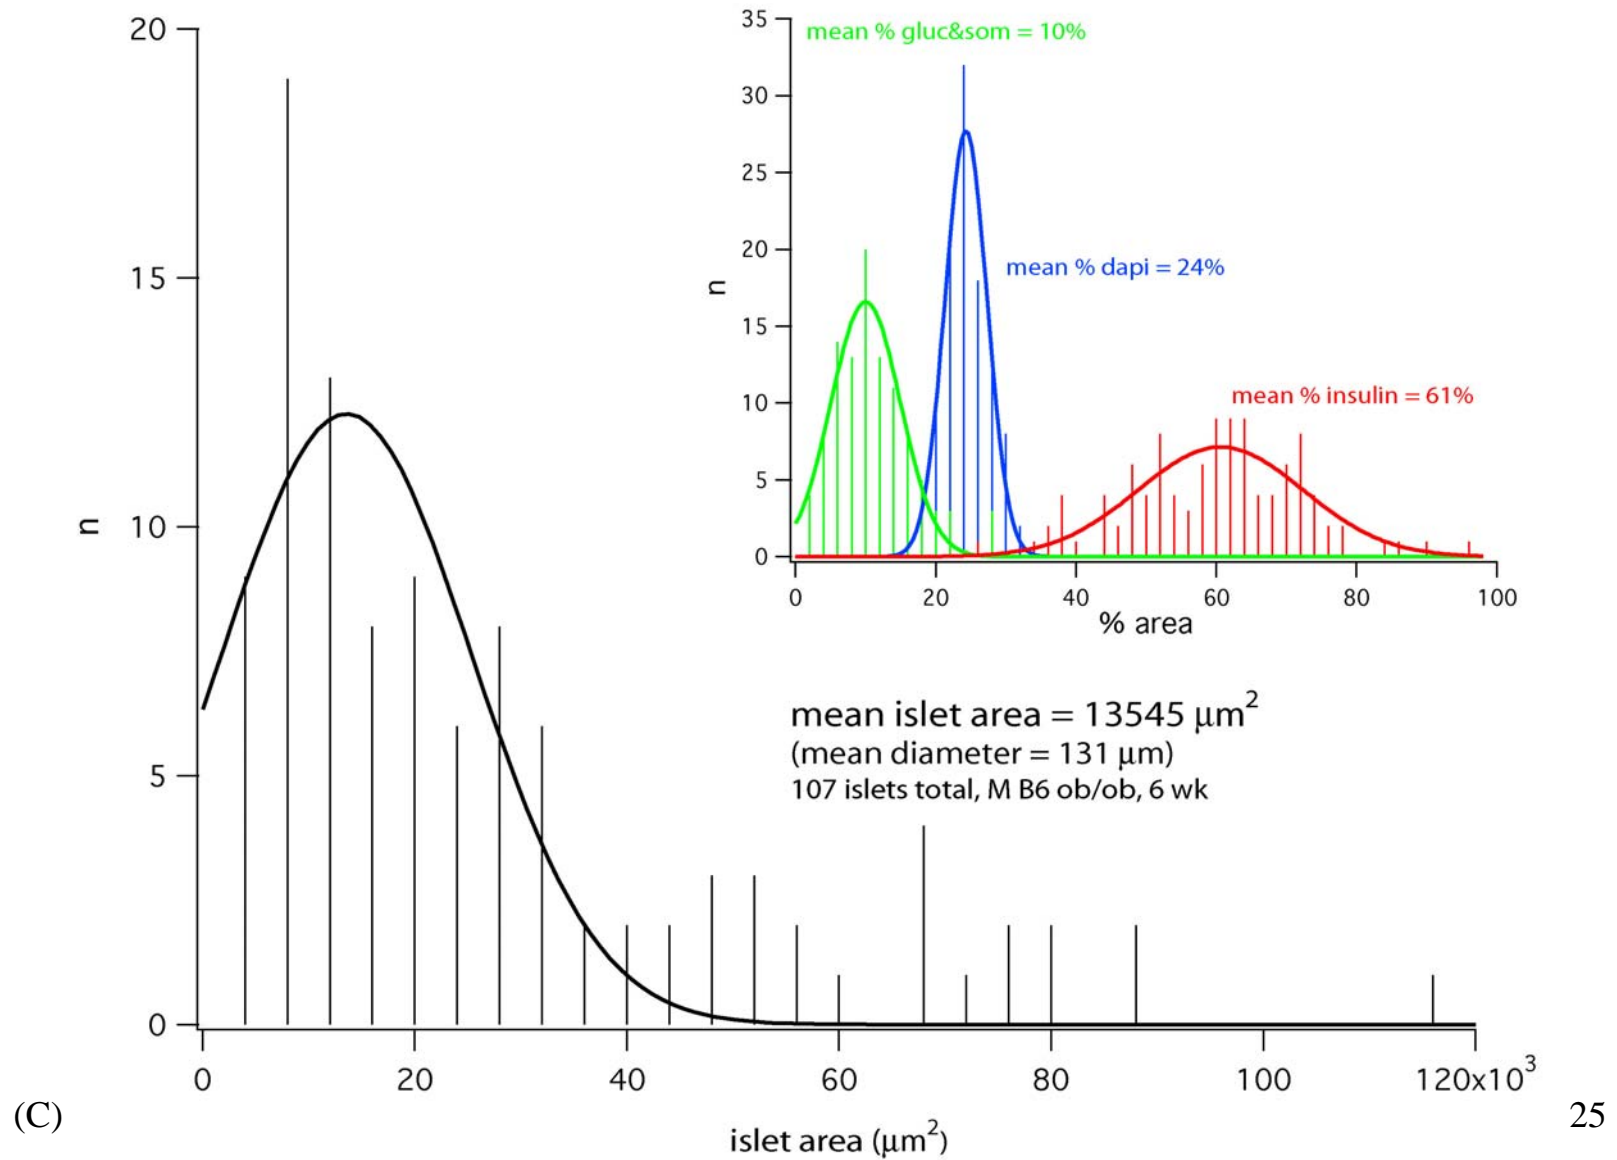 20
15
10
5
0
n
0
20
40
60
80
100
120x10³
islet area (μm²)
35
30
25
20
15
10
5
0
n
0
20
40
60
80
100
% area
mean % gluc&som = 10%
mean % dapi = 24%
mean % insulin = 61%
mean islet area = 13545 μm²
(mean diameter = 131 μm)
107 islets total, M B6 ob/ob, 6 wk
(C)
25